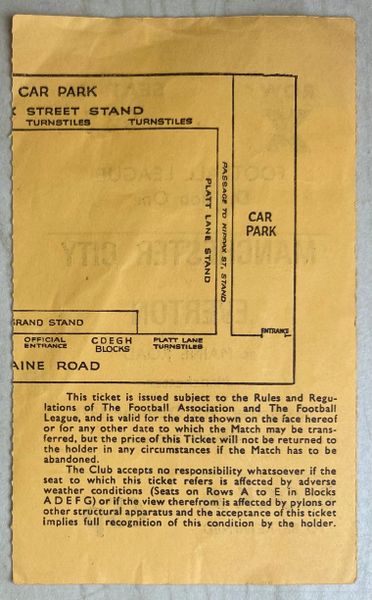 CAR PARK
STREET STAND
TURNSTILES TURNSTILES
PLATT LANE STAND
PASSAGE TO KIPPAX ST. STAND
CAR
PARK
GRAND STAND
ENTRANCE
OFFICIAL
ENTRANCE
C D E G H
BLOCKS
PLATT LANE
TURNSTILES
AINE ROAD
This ticket is issued subject to the Rules and Regu-
lations of The Football Association and The Football
League, and is valid for the date shown on the face hereof
or for any other date to which the Match may be trans-
ferred, but the price of this Ticket will not be returned to
the holder in any circumstances if the Match has to be
abandoned.
The Club accepts no responsibility whatsoever if the
seat to which this ticket refers is affected by adverse
weather conditions (Seats on Rows A to E in Blocks
A D E F G) or if the view therefrom is affected by pylons or
other structural apparatus and the acceptance of this ticket
implies full recognition of this condition by the holder.